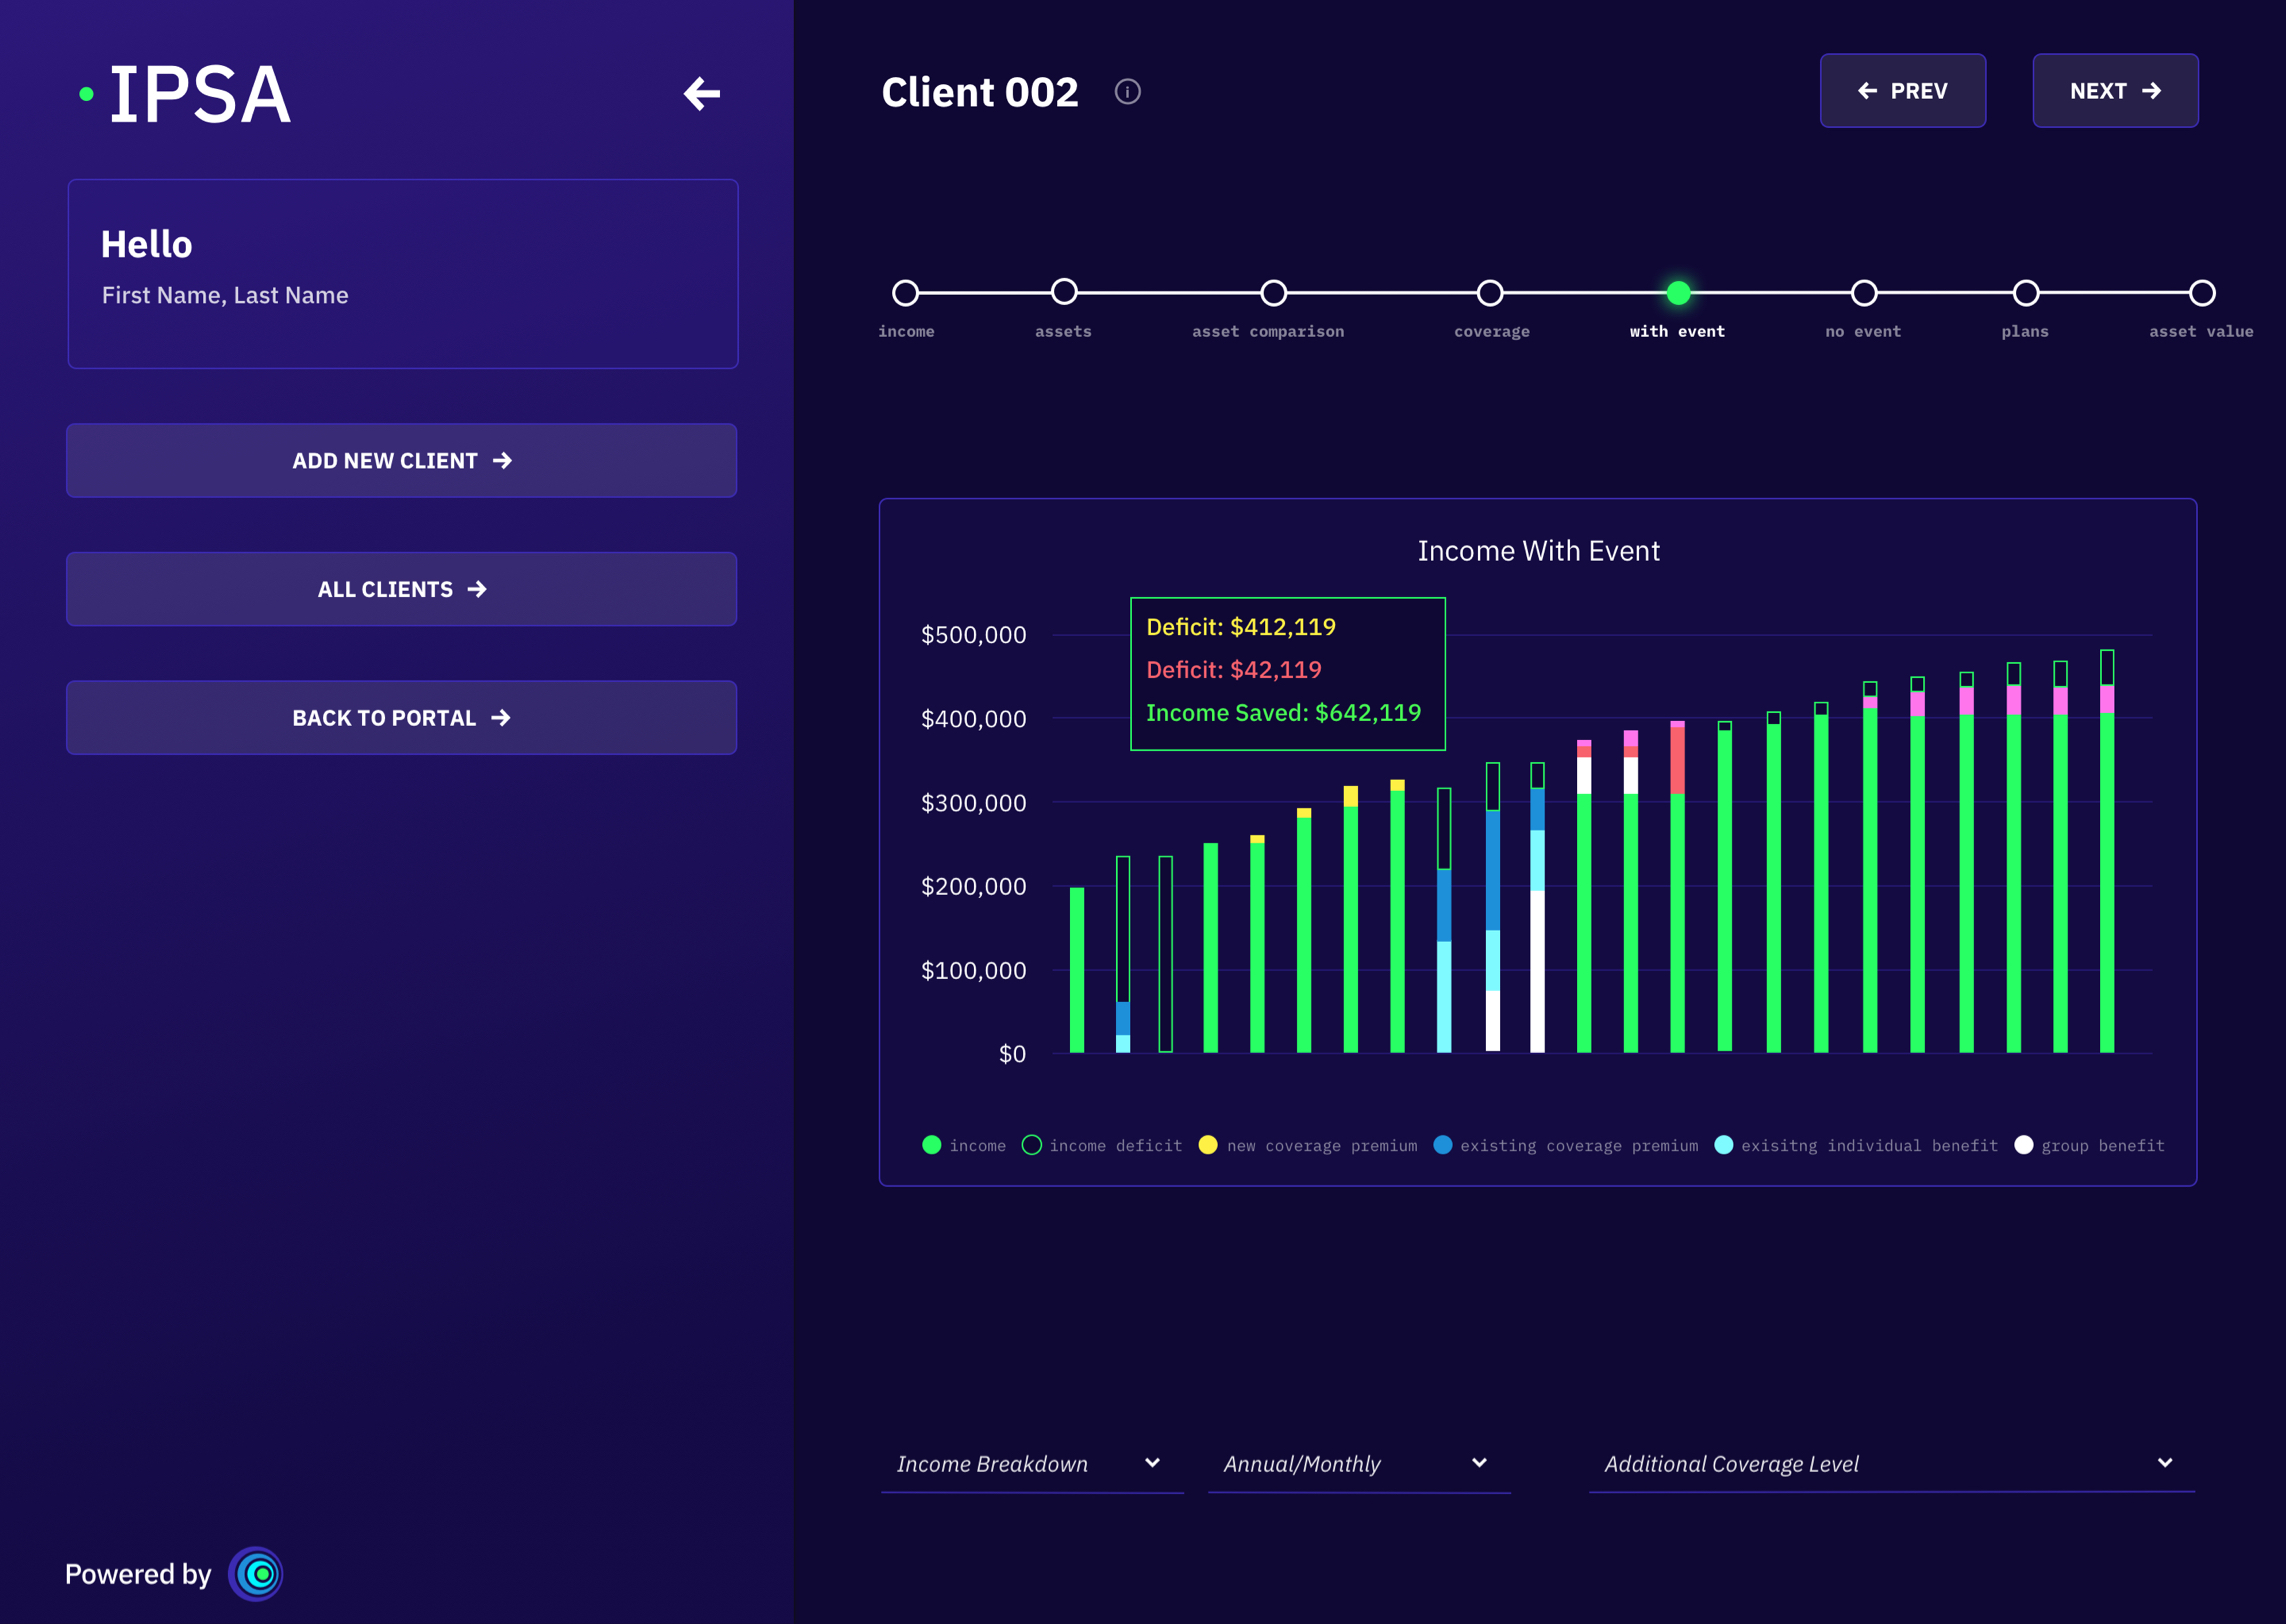 IPSA
Hello
First Name, Last Name
ADD NEW CLIENT
ALL CLIENTS
BACK TO PORTAL
Powered by
Client 002
i
PREV
NEXT
income
assets
asset comparison
coverage
with event
no event
plans
asset value
Income With Event
Deficit: $412,119
Deficit: $42,119
Income Saved: $642,119
$500,000
$400,000
$300,000
$200,000
$100,000
$0
income
income deficit
new coverage premium
existing coverage premium
exisitng individual benefit
group benefit
Income Breakdown
Annual/Monthly
Additional Coverage Level